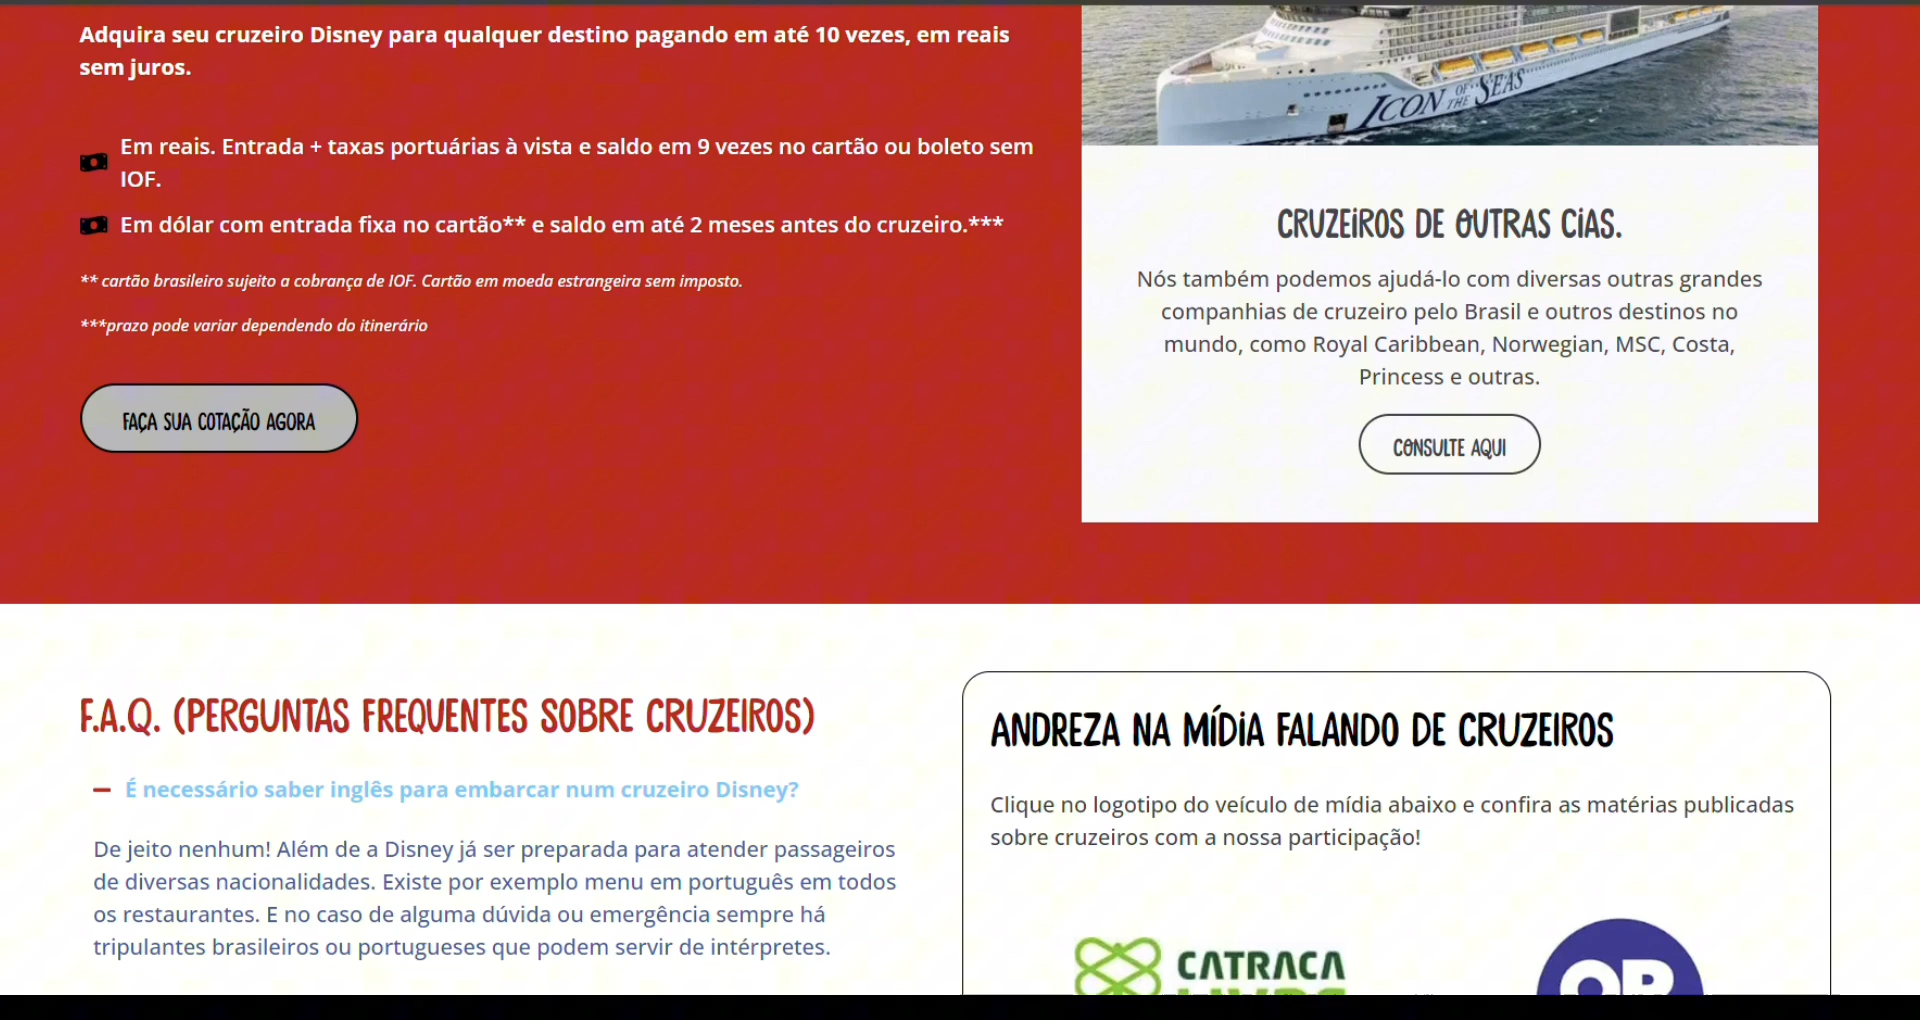 Adquira seu cruzeiro Disney para qualquer destino pagando em até 10 vezes, em reais
sem juros.
Em reais. Entrada + taxas portuárias à vista e saldo em 9 vezes no cartão ou boleto sem
IOF.
Em dólar com entrada fixa no cartão** e saldo em até 2 meses antes do cruzeiro.***
** cartão brasileiro sujeito a cobrança de IOF. Cartão em moeda estrangeira sem imposto.
***prazo pode variar dependendo do itinerário
FAÇA SUA COTAÇÃO AGORA
ICON OF THE SEAS
CRUZEIROS DE OUTRAS CIAS.
Nós também podemos ajudá-lo com diversas outras grandes
companhias de cruzeiro pelo Brasil e outros destinos no
mundo, como Royal Caribbean, Norwegian, MSC, Costa,
Princess e outras.
CONSULTE AQUI
F.A.Q. (PERGUNTAS FREQUENTES SOBRE CRUZEIROS)
É necessário saber inglês para embarcar num cruzeiro Disney?
De jeito nenhum! Além de a Disney já ser preparada para atender passageiros
de diversas nacionalidades. Existe por exemplo menu em português em todos
os restaurantes. E no caso de alguma dúvida ou emergência sempre há
tripulantes brasileiros ou portugueses que podem servir de intérpretes.
ANDREZA NA MÍDIA FALANDO DE CRUZEIROS
Clique no logotipo do veículo de mídia abaixo e confira as matérias publicadas
sobre cruzeiros com a nossa participação!
CATRACA